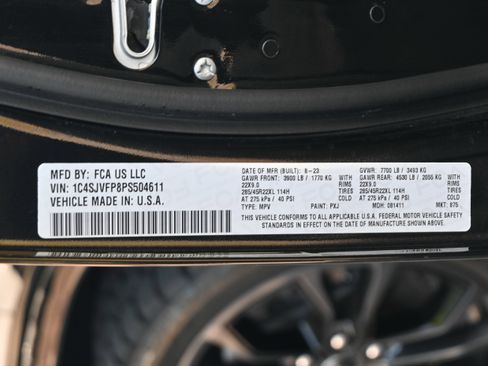 MFD BY: FCA US LLC
VIN: 1C4SJVFP8PS504611
VEHICLE MADE IN: U.S.A.
DATE OF MFR (BUILT): 8-23 GVWR: 7700 LB / 3493 KG
GAWR FRONT: 3900 LB / 1770 KG GAWR REAR: 4530 LB / 2055 KG
22X9.0 22X9.0
285/45R22XL 114H TIRES 285/45R22XL 114H TIRES
AT 275 kPa / 40 PSI COLD AT 275 kPa / 40 PSI COLD
TYPE: MPV PAINT: PXJ MDH: 081411 MKT: 875
THIS VEHICLE CONFORMS TO ALL APPLICABLE U.S.A. FEDERAL MOTOR VEHICLE SAFETY
STANDARDS IN EFFECT ON THE DATE OF MANUFACTURE SHOWN ABOVE.